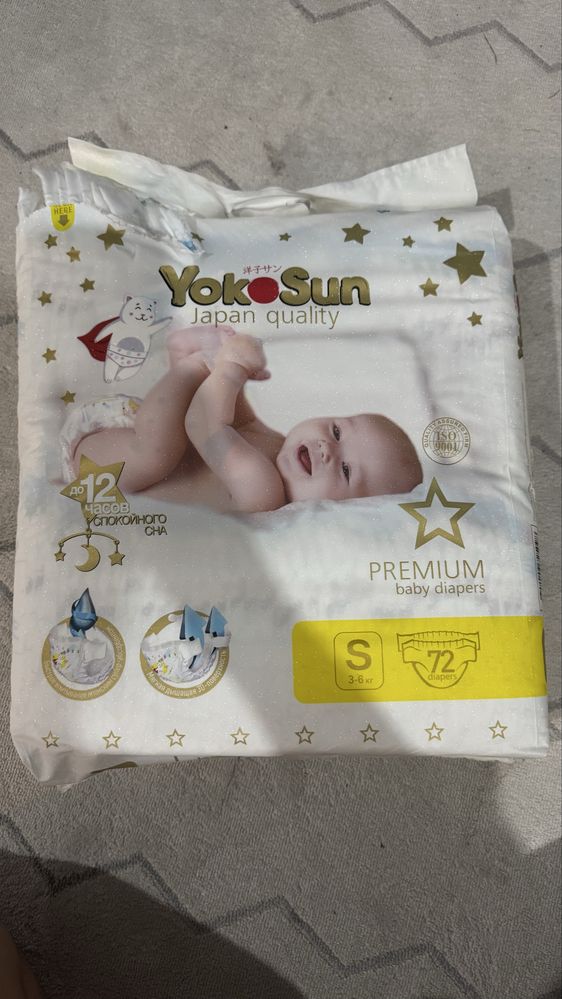 HERE
洋子サン
YokoSun
Japan quality
QUALITY ASSURED FIRM
ISO
9001
до 12
часов
спокойного
сна
PREMIUM
baby diapers
S
3-6 кг
72
diapers